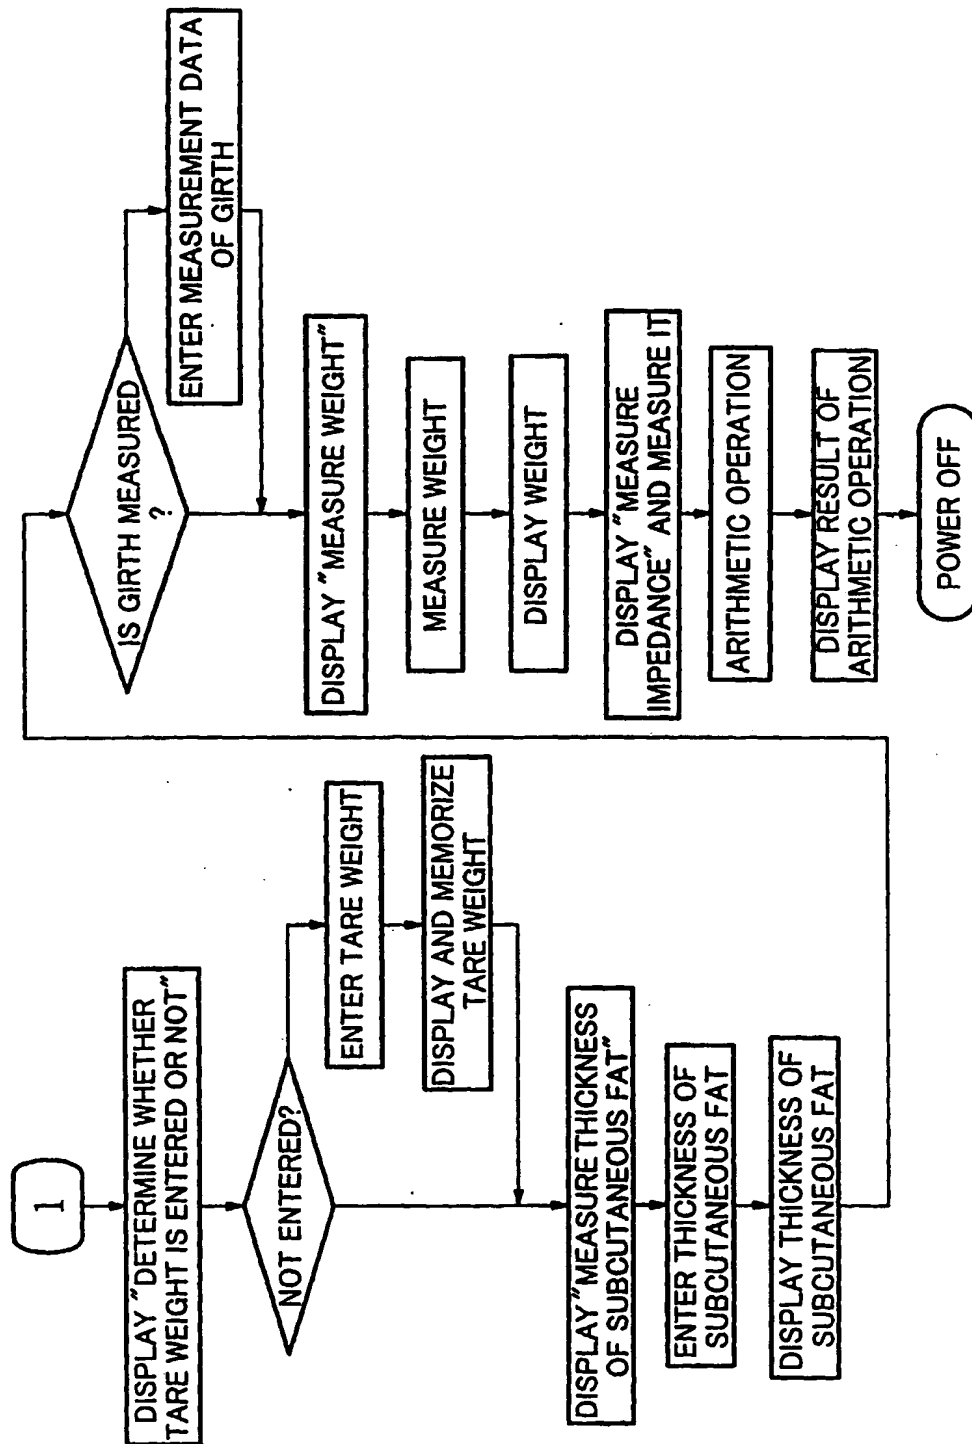 1
DISPLAY "DETERMINE WHETHER
TARE WEIGHT IS ENTERED OR NOT"
NOT ENTERED?
ENTER TARE WEIGHT
DISPLAY AND MEMORIZE
TARE WEIGHT
DISPLAY "MEASURE THICKNESS
OF SUBCUTANEOUS FAT"
ENTER THICKNESS OF
SUBCUTANEOUS FAT
DISPLAY THICKNESS OF
SUBCUTANEOUS FAT
IS GIRTH MEASURED
?
ENTER MEASUREMENT DATA
OF GIRTH
DISPLAY "MEASURE WEIGHT"
MEASURE WEIGHT
DISPLAY WEIGHT
DISPLAY "MEASURE
IMPEDANCE" AND MEASURE IT
ARITHMETIC OPERATION
DISPLAY RESULT OF
ARITHMETIC OPERATION
POWER OFF